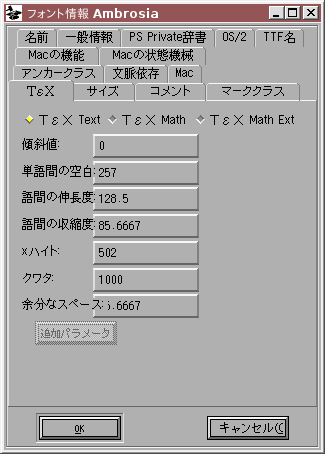 フォント情報 Ambrosia
名前 一般情報 PS Private辞書 OS/2 TTF名
Macの機能 Macの状態機械
アンカークラス 文脈依存 Mac
ΤεΧ サイズ コメント マーククラス
ΤεΧ Text ΤεΧ Math ΤεΧ Math Ext
傾斜値: 0
単語間の空白: 257
語間の伸長度: 128.5
語間の収縮度: 85.6667
xハイト: 502
クワタ: 1000
余分なスペース: .6667
追加パラメータ
OK キャンセル(C